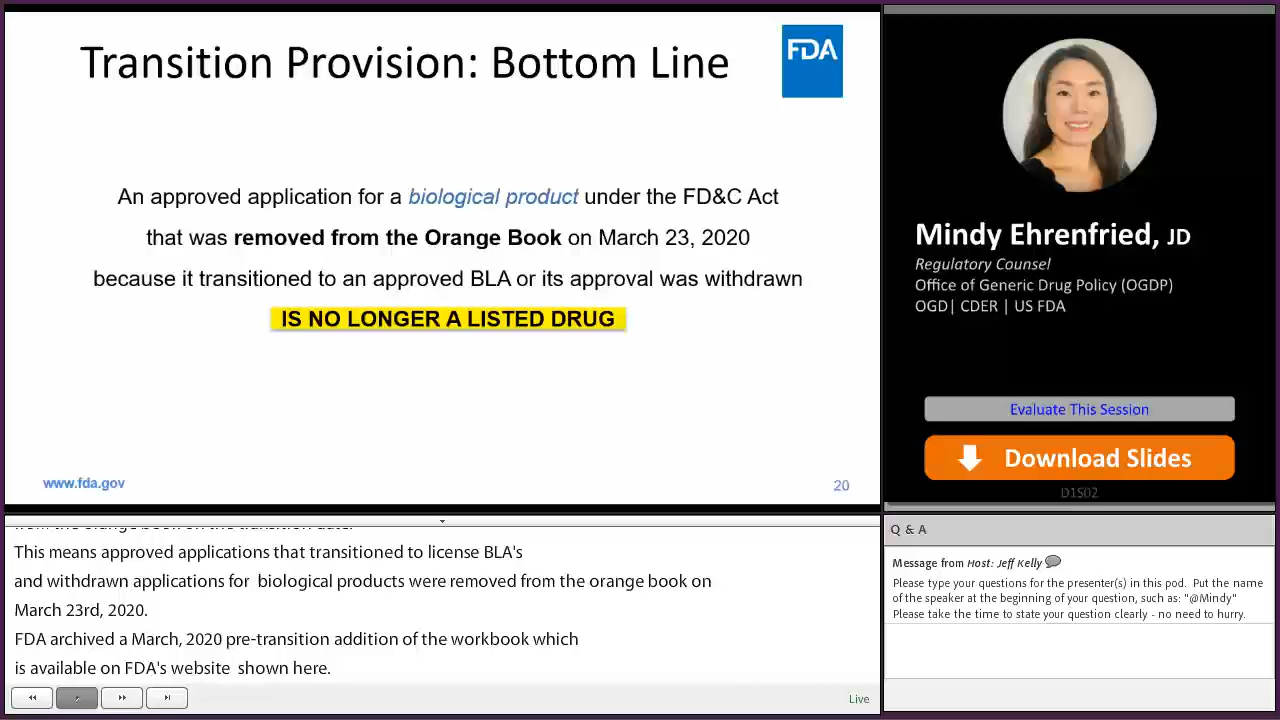 Transition Provision: Bottom Line
FDA
An approved application for a biological product under the FD&C Act
that was removed from the Orange Book on March 23, 2020
because it transitioned to an approved BLA or its approval was withdrawn
IS NO LONGER A LISTED DRUG
www.fda.gov
20
Mindy Ehrenfried, JD
Regulatory Counsel
Office of Generic Drug Policy (OGDP)
OGD| CDER | US FDA
Evaluate This Session
Download Slides
D1S02
This means approved applications that transitioned to license BLA's
and withdrawn applications for biological products were removed from the orange book on
March 23rd, 2020.
FDA archived a March, 2020 pre-transition addition of the workbook which
is available on FDA's website shown here.
Live
Q & A
Message from Host: Jeff Kelly
Please type your questions for the presenter(s) in this pod. Put the name
of the speaker at the beginning of your question, such as: "@Mindy"
Please take the time to state your question clearly - no need to hurry.